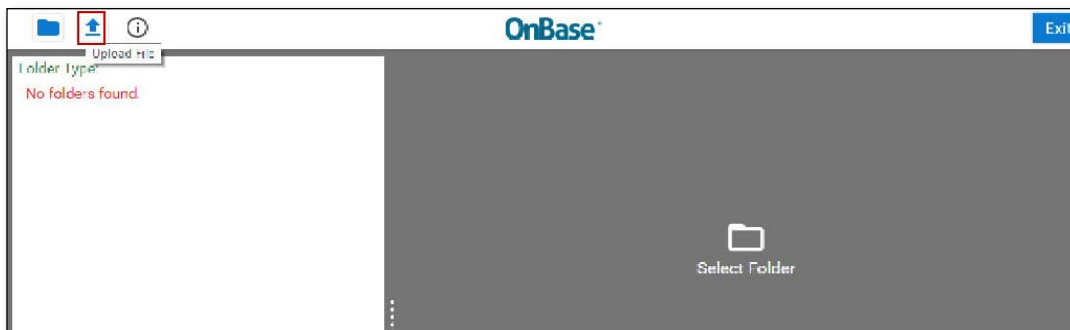 OnBase
Exit
Upload File
Folder Type:
No folders found.
Select Folder